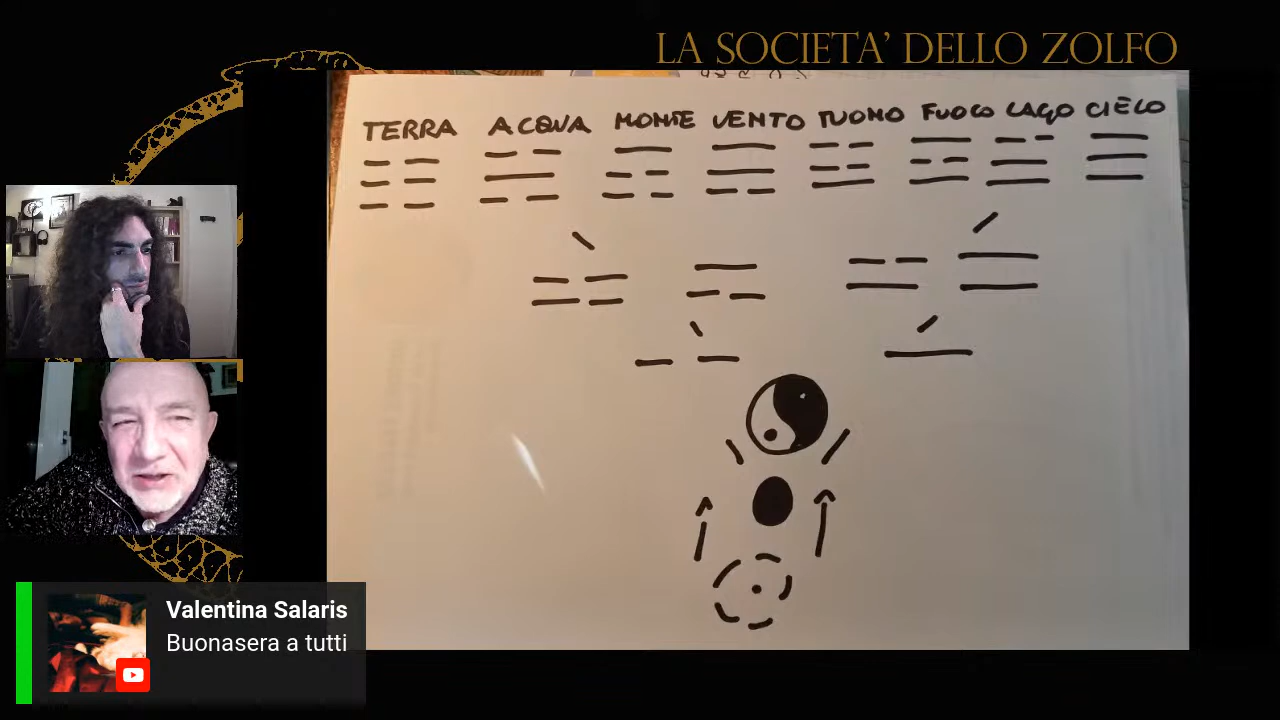 LA SOCIETA' DELLO ZOLFO
TERRA ACQUA MONTE VENTO TUONO FUOCO LAGO CIELO
Valentina Salaris
Buonasera a tutti